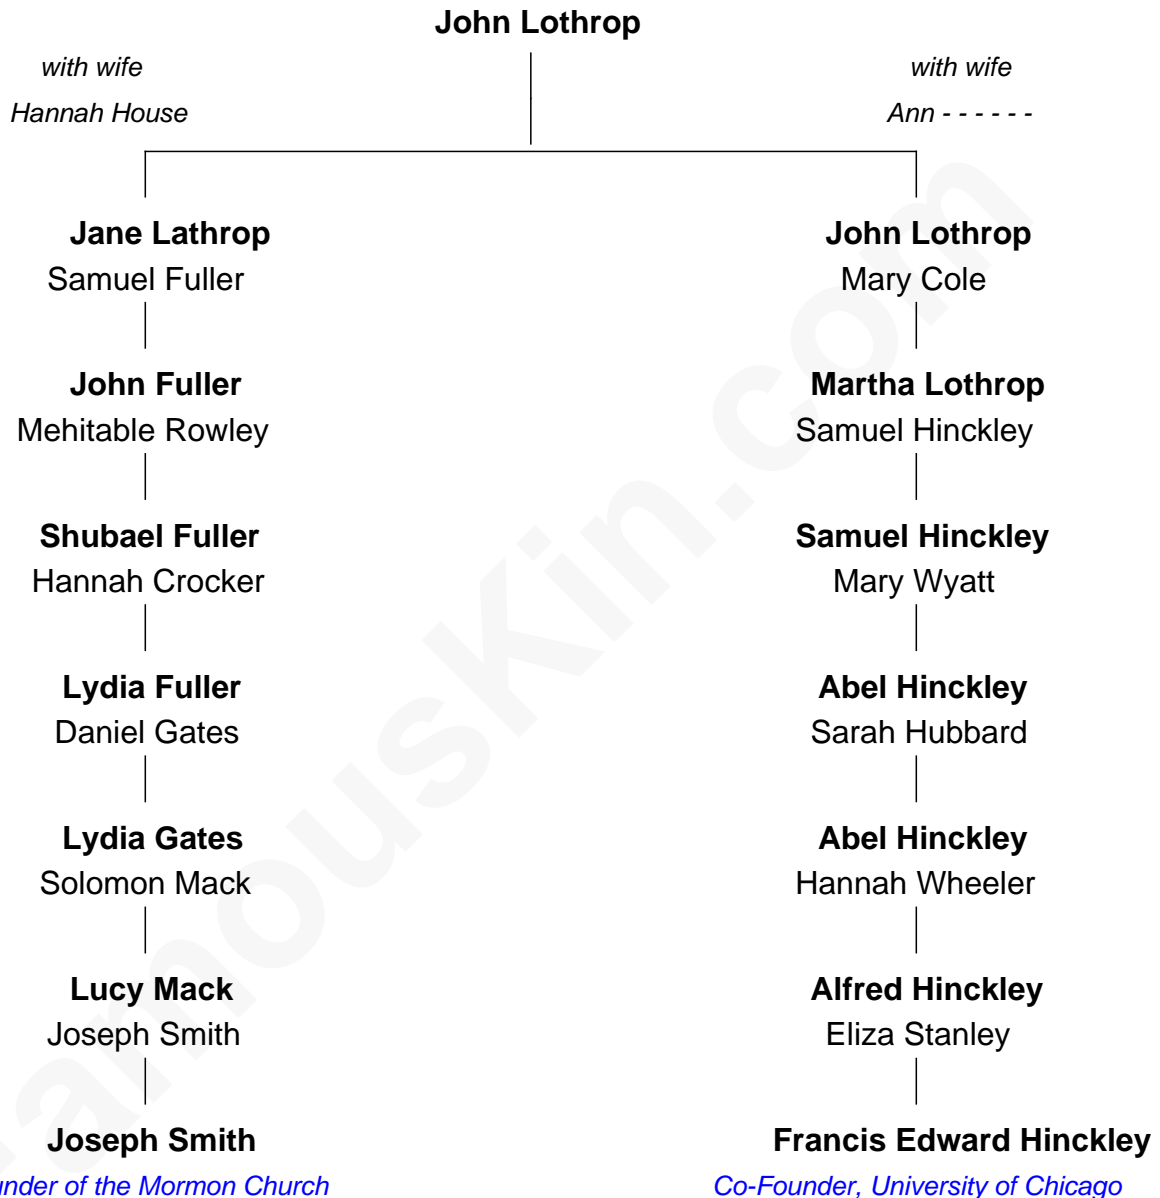 John Lothrop
with wife
Hannah House
with wife
Ann - - - - - -
Jane Lathrop
Samuel Fuller
John Lothrop
Mary Cole
John Fuller
Mehitable Rowley
Martha Lothrop
Samuel Hinckley
Shubael Fuller
Hannah Crocker
Samuel Hinckley
Mary Wyatt
Lydia Fuller
Daniel Gates
Abel Hinckley
Sarah Hubbard
Lydia Gates
Solomon Mack
Abel Hinckley
Hannah Wheeler
Lucy Mack
Joseph Smith
Alfred Hinckley
Eliza Stanley
Joseph Smith
under of the Mormon Church
Francis Edward Hinckley
Co-Founder, University of Chicago
famouskin.com